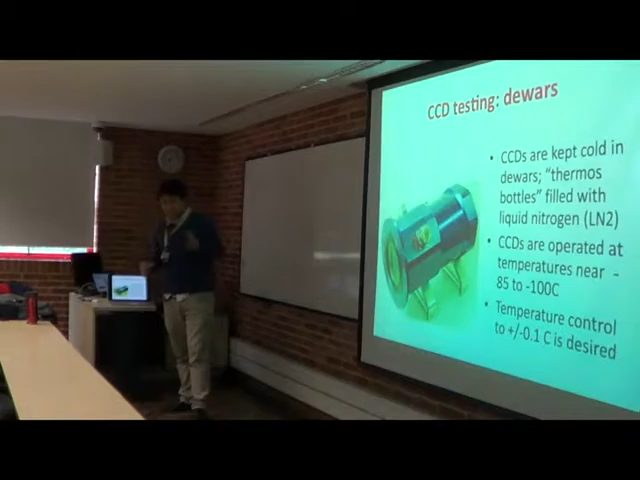 CCD testing: dewars
• CCDs are kept cold in
dewars; “thermos
bottles” filled with
liquid nitrogen (LN2)
• CCDs are operated at
temperatures near -
85 to -100C
• Temperature control
to +/-0.1 C is desired